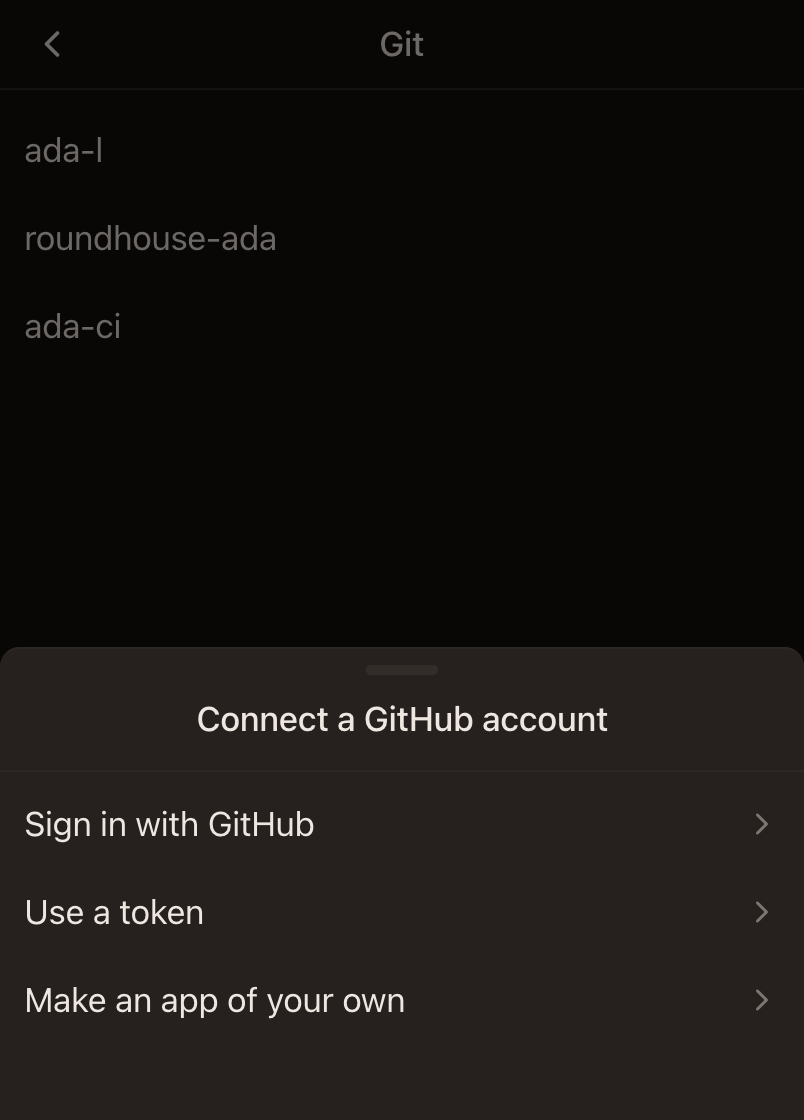 Git
ada-l
roundhouse-ada
ada-ci
Connect a GitHub account
Sign in with GitHub
Use a token
Make an app of your own